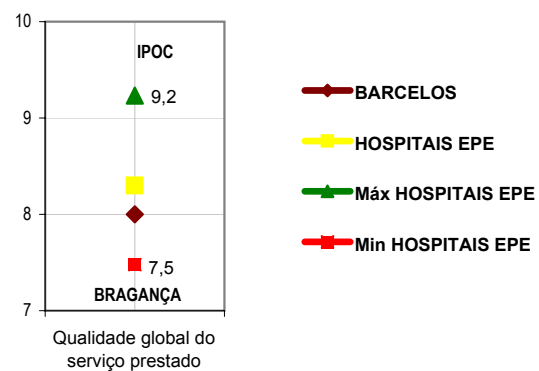 10
9
8
7
IPOC
9,2
7,5
BRAGANÇA
Qualidade global do
serviço prestado
BARCELOS
HOSPITAIS EPE
Máx HOSPITAIS EPE
Min HOSPITAIS EPE